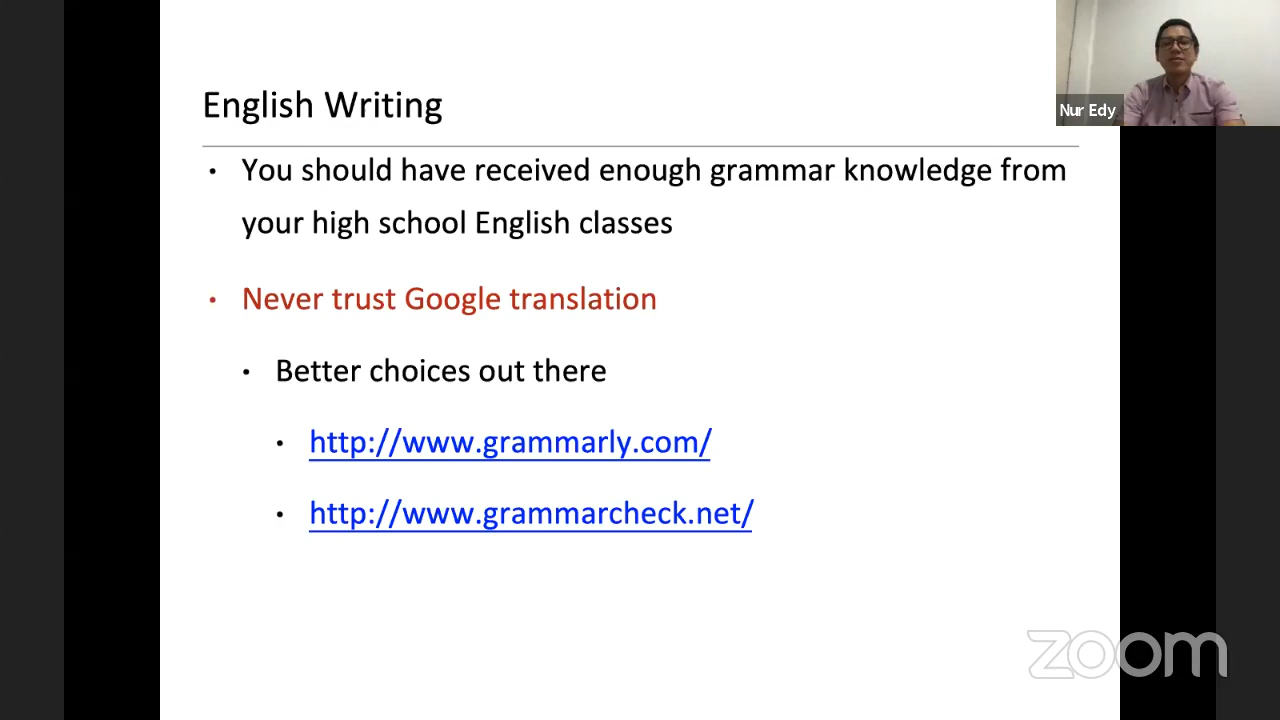 English Writing
Nur Edy
• You should have received enough grammar knowledge from
your high school English classes
• Never trust Google translation
• Better choices out there
• http://www.grammarly.com/
• http://www.grammarcheck.net/
zoom